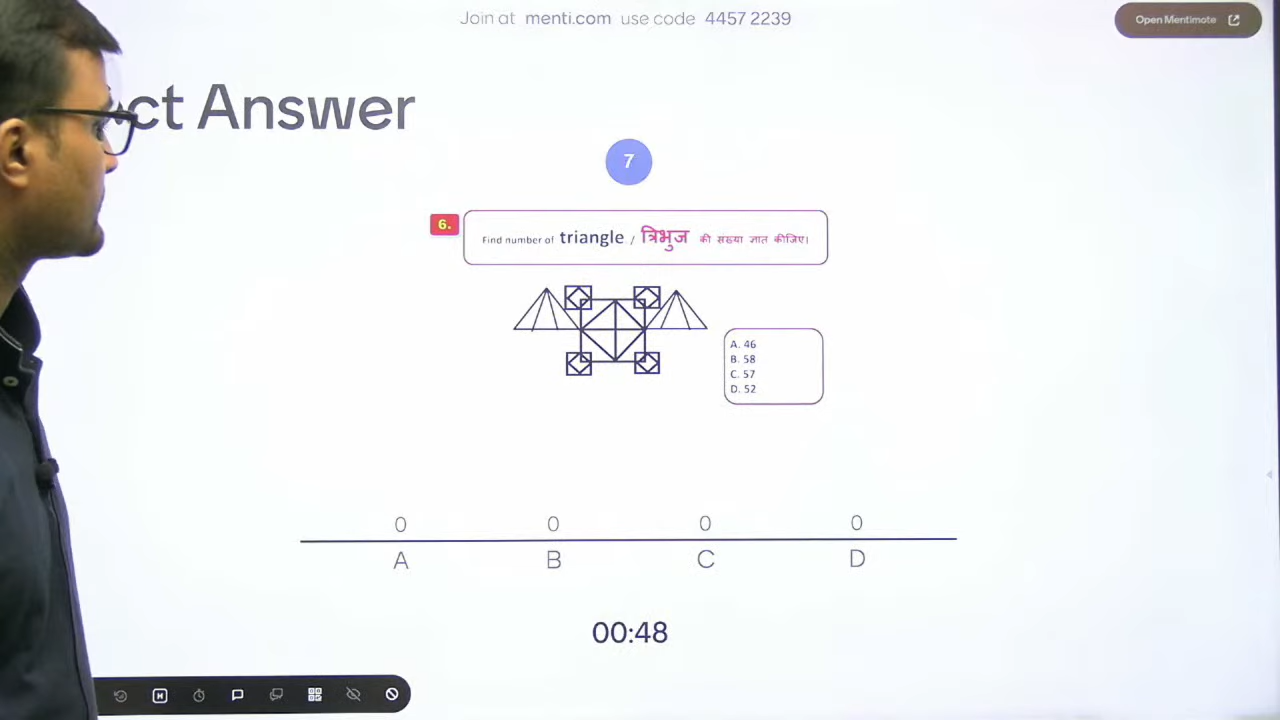 Join at menti.com use code 4457 2239
Open Mentimote
ct Answer
7
6.
Find number of triangle / त्रिभुज की संख्या ज्ञात कीजिए।
A. 46
B. 58
C. 57
D. 52
0 0 0 0
A B C D
00:48
H